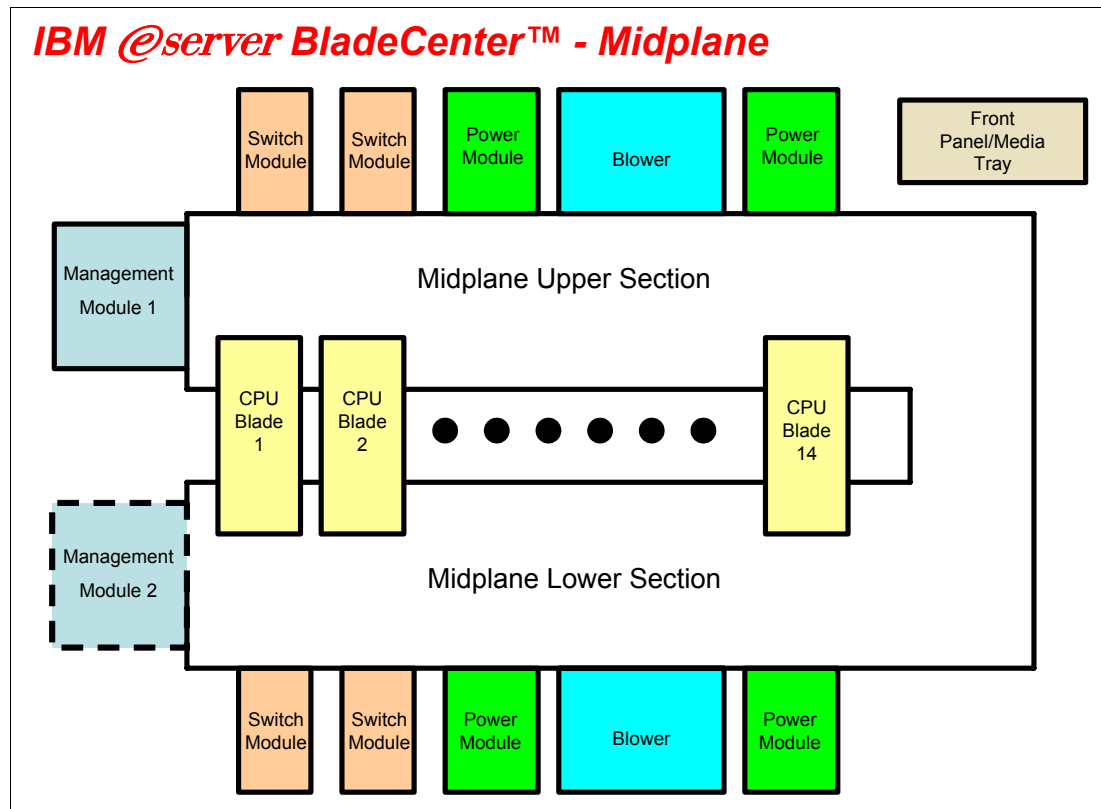 IBM @server BladeCenter™ - Midplane
Switch
Module
Switch
Module
Power
Module
Blower
Power
Module
Front
Panel/Media
Tray
Management
Module 1
Midplane Upper Section
CPU
Blade
1
CPU
Blade
2
CPU
Blade
14
Management
Module 2
Midplane Lower Section
Switch
Module
Switch
Module
Power
Module
Blower
Power
Module